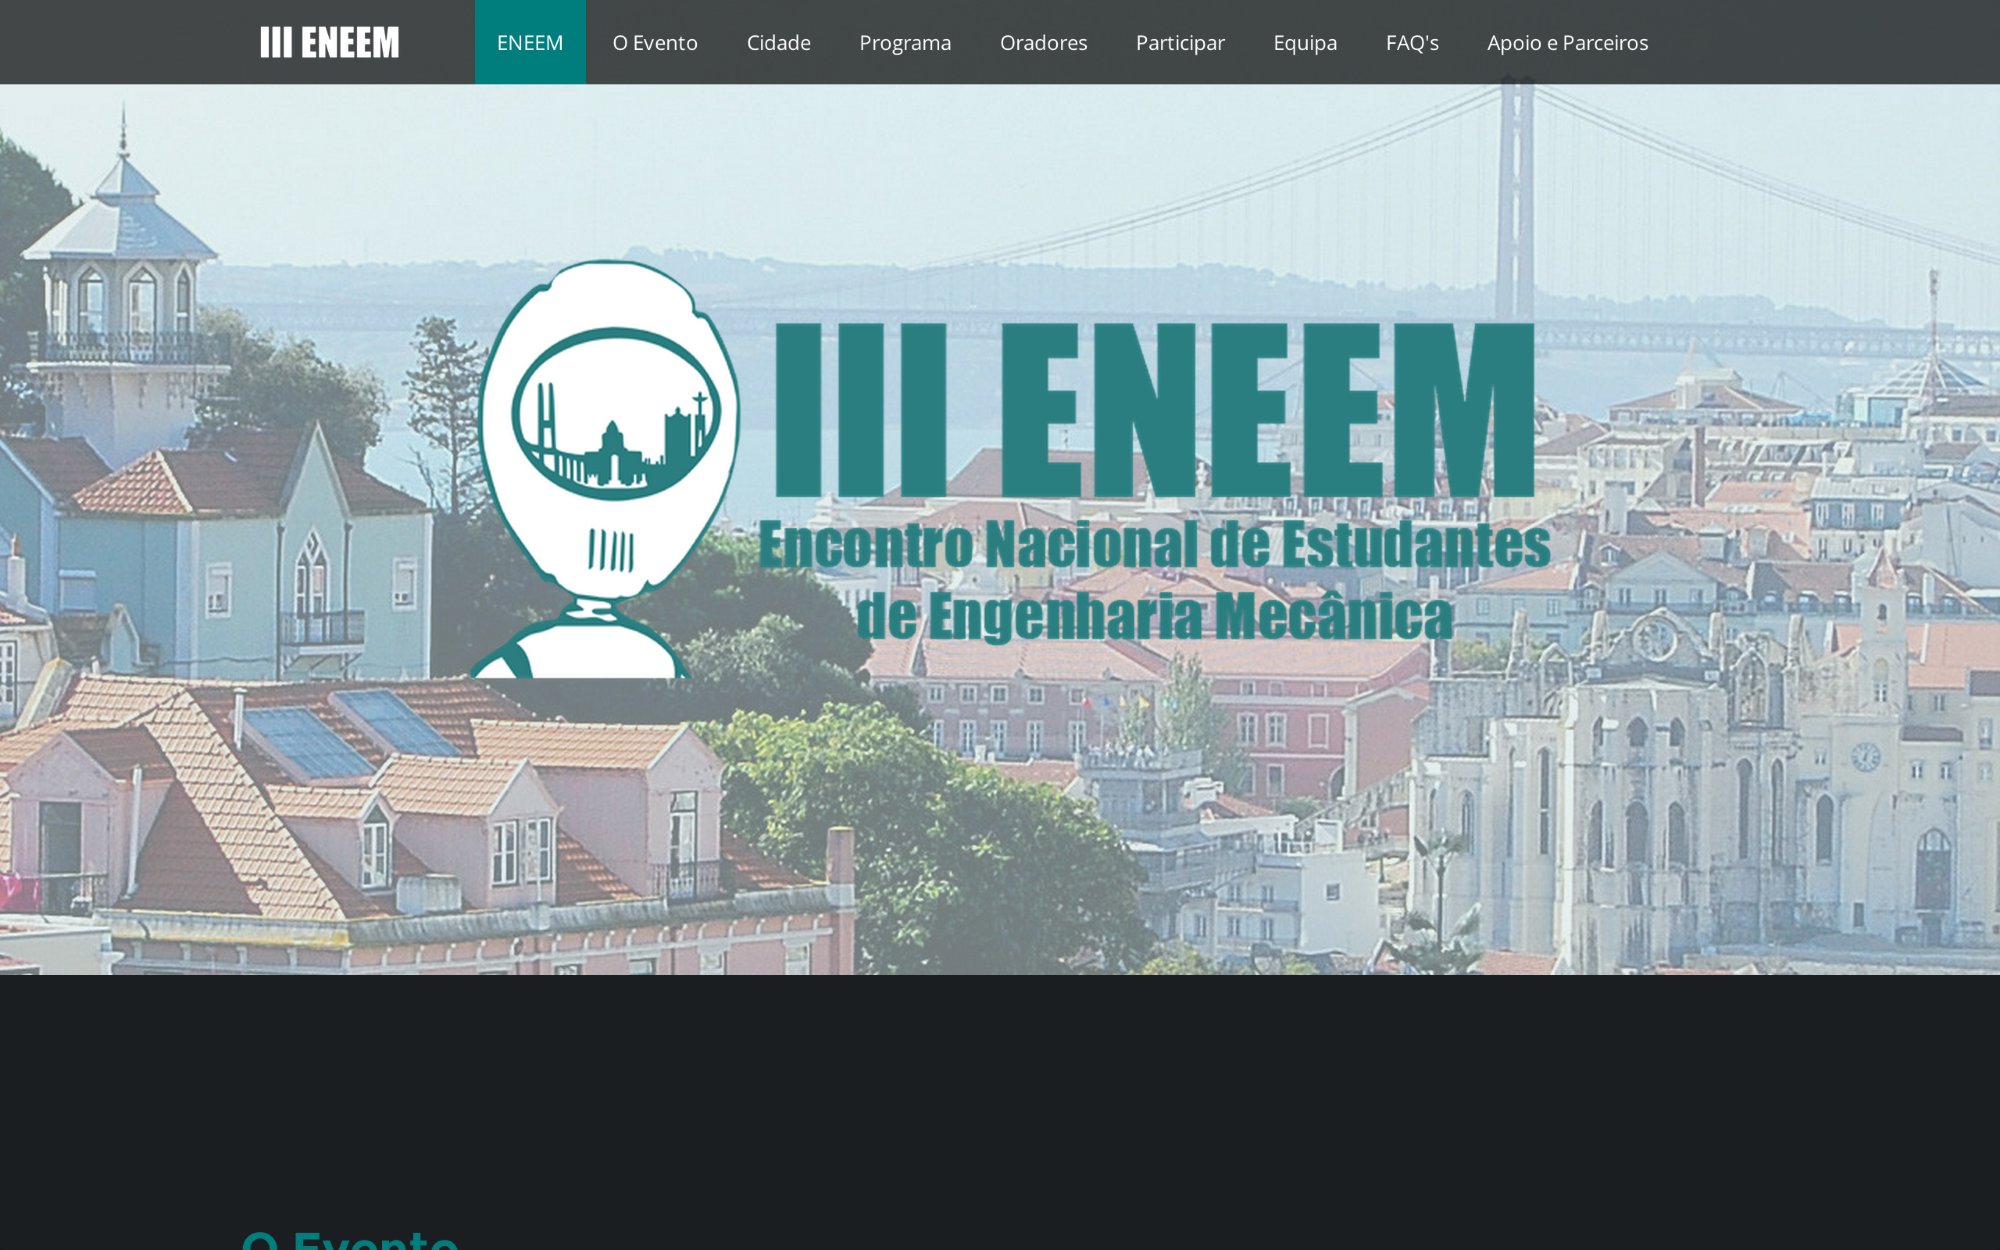 III ENEEM
ENEEM
O Evento
Cidade
Programa
Oradores
Participar
Equipa
FAQ's
Apoio e Parceiros
III ENEEM
Encontro Nacional de Estudantes
de Engenharia Mecânica
O Evento